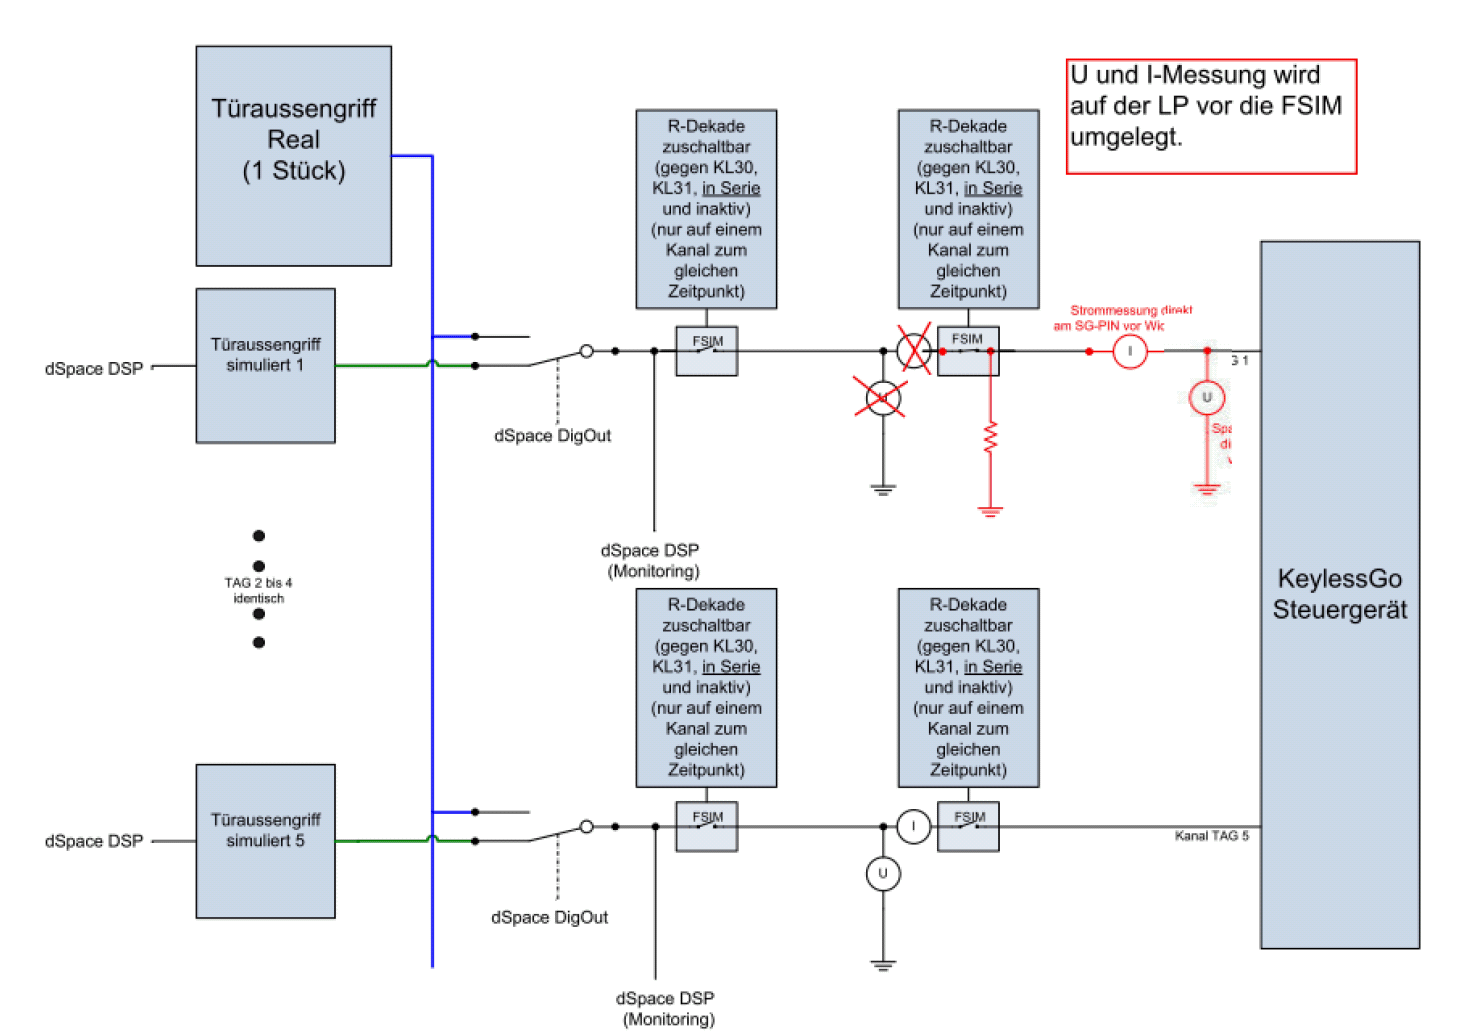 Türaussengriff
Real
(1 Stück)
U und I-Messung wird
auf der LP vor die FSIM
umgelegt.
R-Dekade
zuschaltbar
(gegen KL30,
KL31, in Serie
und inaktiv)
(nur auf einem
Kanal zum
gleichen
Zeitpunkt)
R-Dekade
zuschaltbar
(gegen KL30,
KL31, in Serie
und inaktiv)
(nur auf einem
Kanal zum
gleichen
Zeitpunkt)
dSpace DSP
Türaussengriff
simuliert 1
FSIM
FSIM
Strommessung direkt
am SG-PIN vor
I
U
dSpace DigOut
dSpace DSP
(Monitoring)
TAG 2 bis 4
identisch
KeylessGo
Steuergerät
R-Dekade
zuschaltbar
(gegen KL30,
KL31, in Serie
und inaktiv)
(nur auf einem
Kanal zum
gleichen
Zeitpunkt)
R-Dekade
zuschaltbar
(gegen KL30,
KL31, in Serie
und inaktiv)
(nur auf einem
Kanal zum
gleichen
Zeitpunkt)
dSpace DSP
Türaussengriff
simuliert 5
FSIM
I
FSIM
Kanal TAG 5
U
dSpace DigOut
dSpace DSP
(Monitoring)